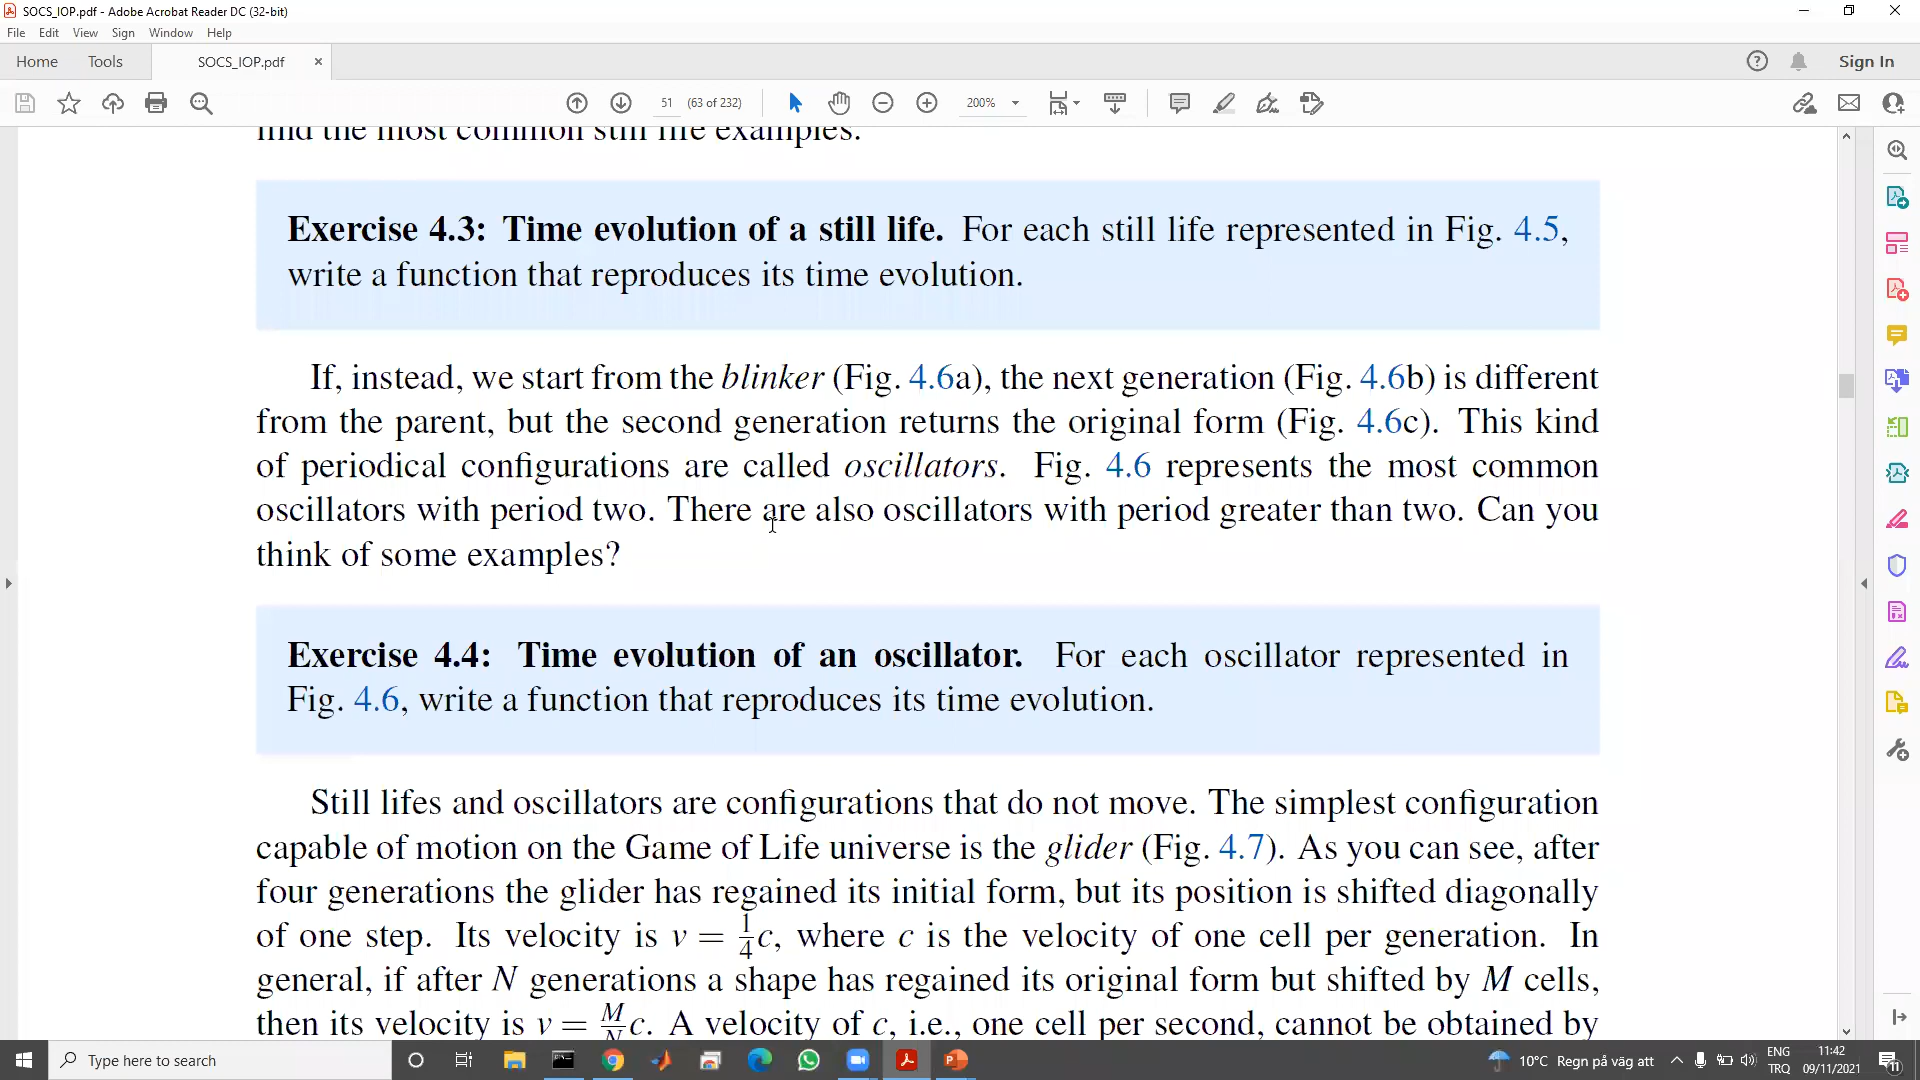 SOCS_IOP.pdf - Adobe Acrobat Reader DC (32-bit)
File Edit View Sign Window Help
Home Tools SOCS_IOP.pdf × Sign In
51 (63 of 232) 200%
find the most common still life examples.
Exercise 4.3: Time evolution of a still life. For each still life represented in Fig. 4.5,
write a function that reproduces its time evolution.
If, instead, we start from the blinker (Fig. 4.6a), the next generation (Fig. 4.6b) is different
from the parent, but the second generation returns the original form (Fig. 4.6c). This kind
of periodical configurations are called oscillators. Fig. 4.6 represents the most common
oscillators with period two. There are also oscillators with period greater than two. Can you
think of some examples?
Exercise 4.4: Time evolution of an oscillator. For each oscillator represented in
Fig. 4.6, write a function that reproduces its time evolution.
Still lifes and oscillators are configurations that do not move. The simplest configuration
capable of motion on the Game of Life universe is the glider (Fig. 4.7). As you can see, after
four generations the glider has regained its initial form, but its position is shifted diagonally
of one step. Its velocity is v = 1/4 c, where c is the velocity of one cell per generation. In
general, if after N generations a shape has regained its original form but shifted by M cells,
then its velocity is v = M/N c. A velocity of c, i.e., one cell per second, cannot be obtained by
Type here to search
10°C Regn på väg att
ENG
TRQ
11:42
09/11/2021
11